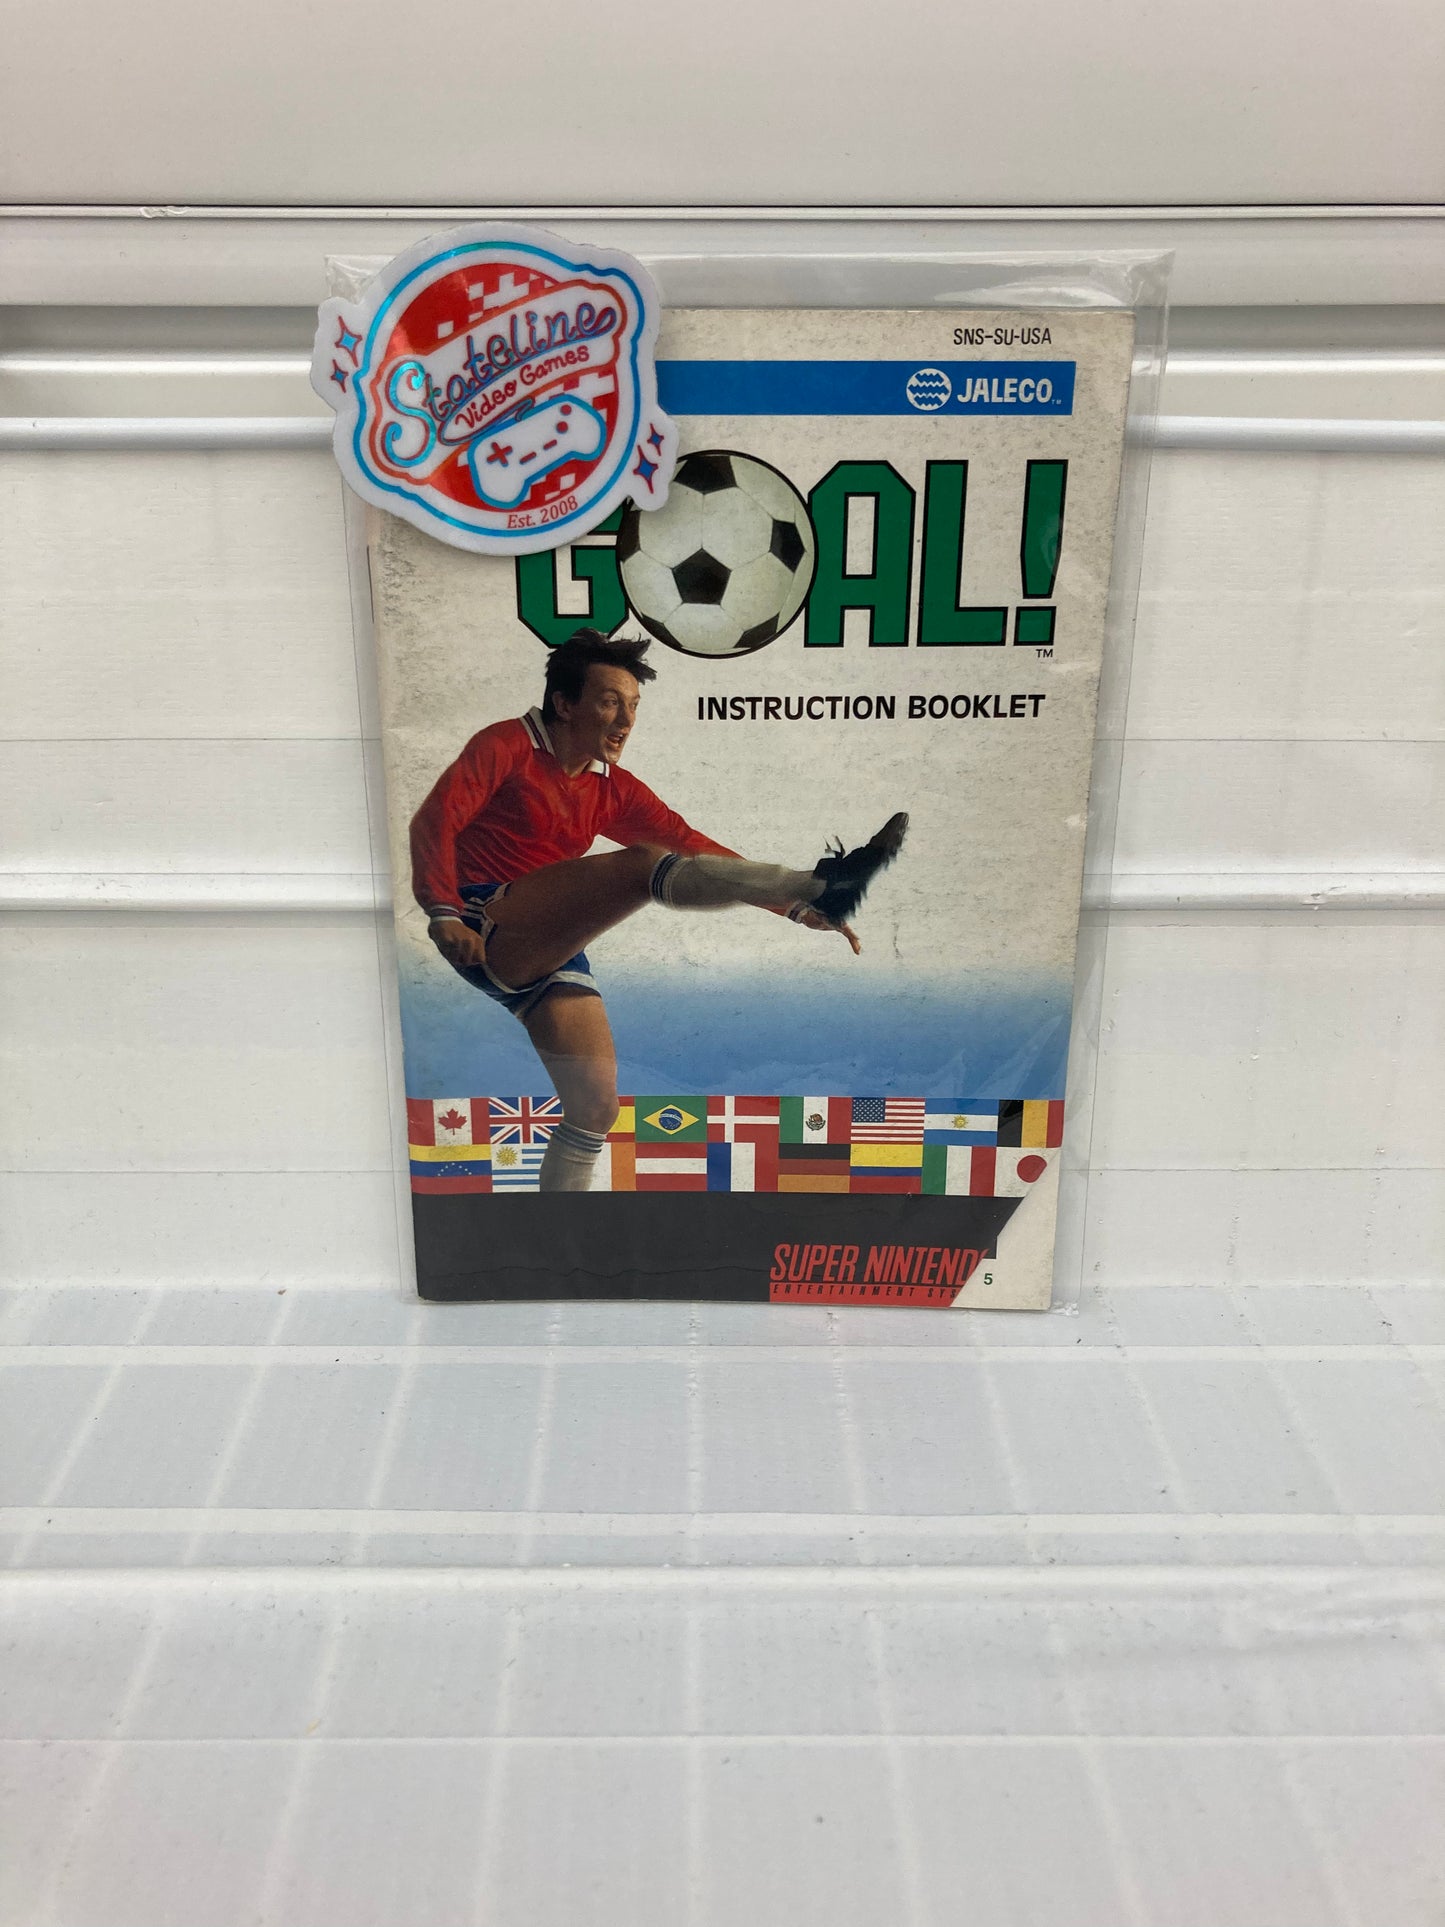 Stateline
Video Games
Est. 2008
SNS-SU-USA
JALECO
GOAL!
TM
INSTRUCTION BOOKLET
SUPER NINTEND
ENTERTAINMENT SYS
5